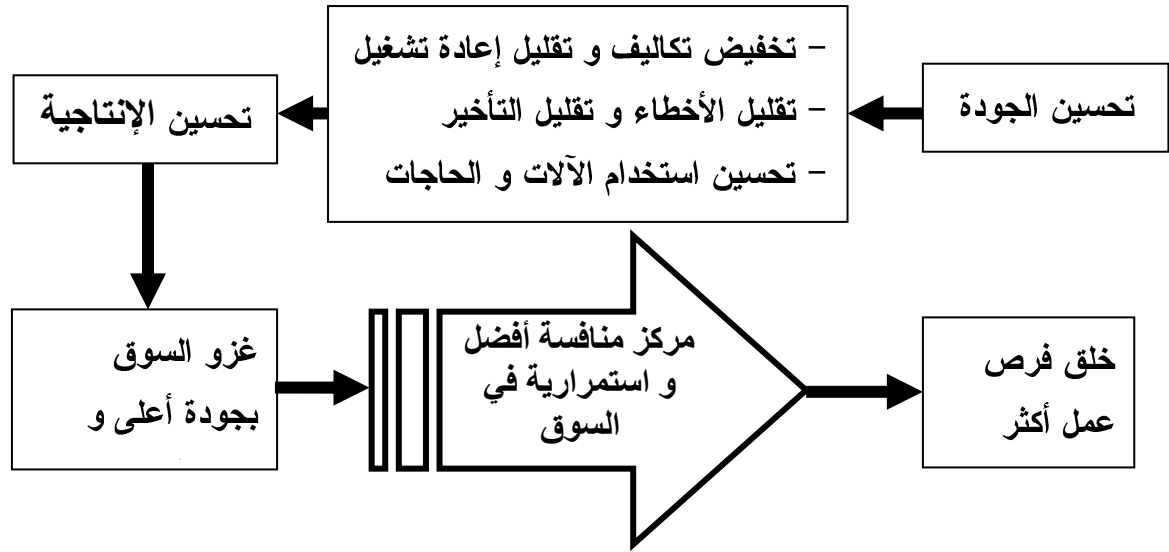 تحسين الجودة
– تخفيض تكاليف و تقليل إعادة تشغيل
– تقليل الأخطاء و تقليل التأخير
– تحسين استخدام الآلات و الحاجات
تحسين الإنتاجية
غزو السوق
بجودة أعلى و
مركز منافسة أفضل
و استمرارية في
السوق
خلق فرص
عمل أكثر